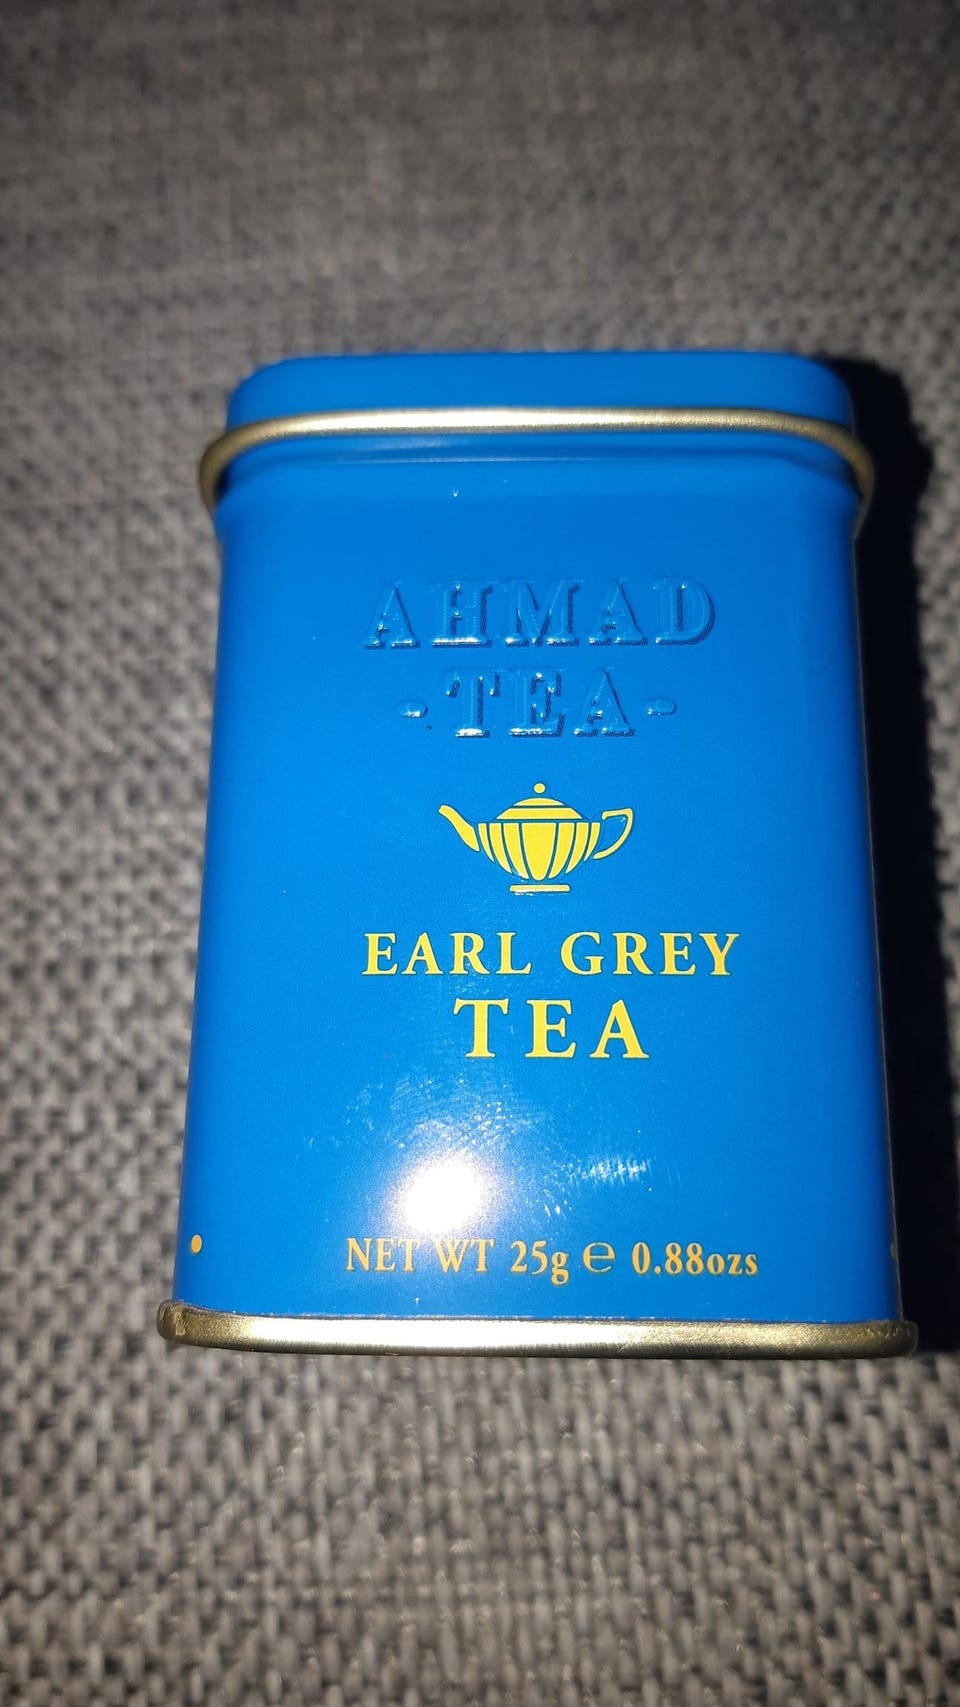 AHMAD
-TEA-
EARL GREY
TEA
NET WT 25g ℮ 0.88ozs